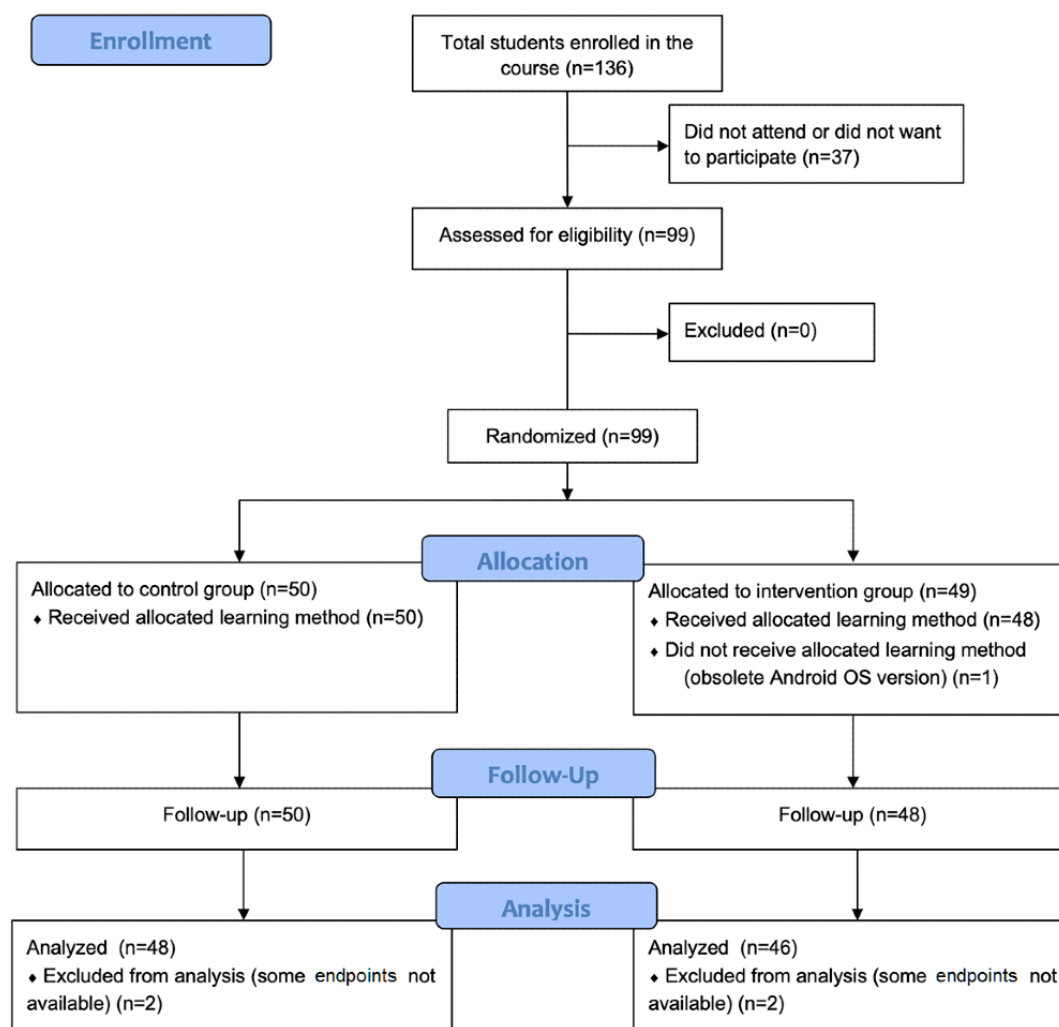 Enrollment
Total students enrolled in the
course (n=136)
Did not attend or did not want
to participate (n=37)
Assessed for eligibility (n=99)
Excluded (n=0)
Randomized (n=99)
Allocation
Allocated to control group (n=50)
♦ Received allocated learning method (n=50)
Allocated to intervention group (n=49)
♦ Received allocated learning method (n=48)
♦ Did not receive allocated learning method
(obsolete Android OS version) (n=1)
Follow-Up
Follow-up (n=50)
Follow-up (n=48)
Analysis
Analyzed (n=48)
♦ Excluded from analysis (some endpoints not
available) (n=2)
Analyzed (n=46)
♦ Excluded from analysis (some endpoints not
available) (n=2)